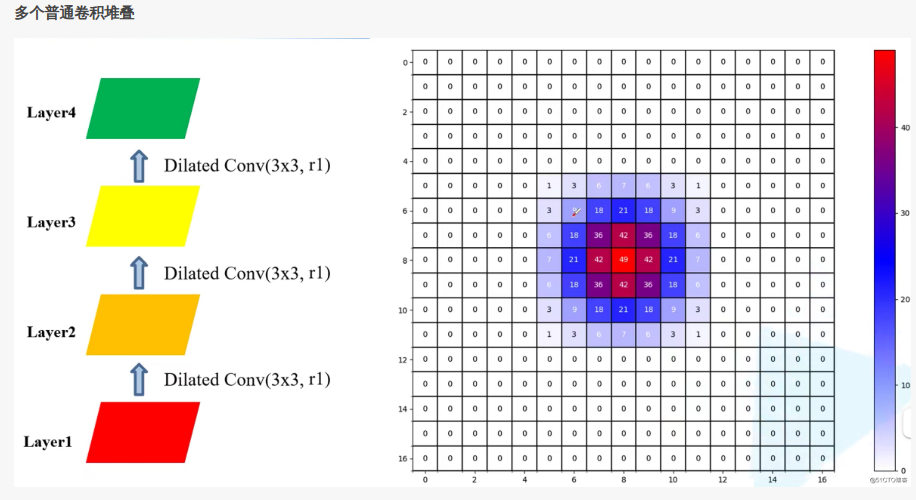 多个普通卷积堆叠
Layer4
Dilated Conv(3x3, r1)
Layer3
Dilated Conv(3x3, r1)
Layer2
Dilated Conv(3x3, r1)
Layer1
0 0 0 0 0 0 0 0 0 0 0 0 0 0 0 0 0 0
0 0 0 0 0 0 0 0 0 0 0 0 0 0 0 0 0
2 0 0 0 0 0 0 0 0 0 0 0 0 0 0 0 0 0
0 0 0 0 0 0 0 0 0 0 0 0 0 0 0 0 0
4 0 0 0 0 0 0 0 0 0 0 0 0 0 0 0 0 0
0 0 0 0 0 1 3 6 7 6 3 1 0 0 0 0 0
6 0 0 0 0 0 3 18 21 18 9 3 0 0 0 0 0
0 0 0 0 0 6 18 36 42 36 18 6 0 0 0 0 0
8 0 0 0 0 0 7 21 42 49 42 21 7 0 0 0 0 0
0 0 0 0 0 6 18 36 42 36 18 6 0 0 0 0 0
10 0 0 0 0 0 3 9 18 21 18 9 3 0 0 0 0 0
0 0 0 0 0 1 3 6 7 6 3 1 0 0 0 0 0
12 0 0 0 0 0 0 0 0 0 0 0 0 0 0 0 0 0
0 0 0 0 0 0 0 0 0 0 0 0 0 0 0 0 0
14 0 0 0 0 0 0 0 0 0 0 0 0 0 0 0 0 0
0 0 0 0 0 0 0 0 0 0 0 0 0 0 0 0 0
16 0 0 0 0 0 0 0 0 0 0 0 0 0 0 0 0 0
0 2 4 6 8 10 12 14 16
40
30
20
10
0
@51CTO博客